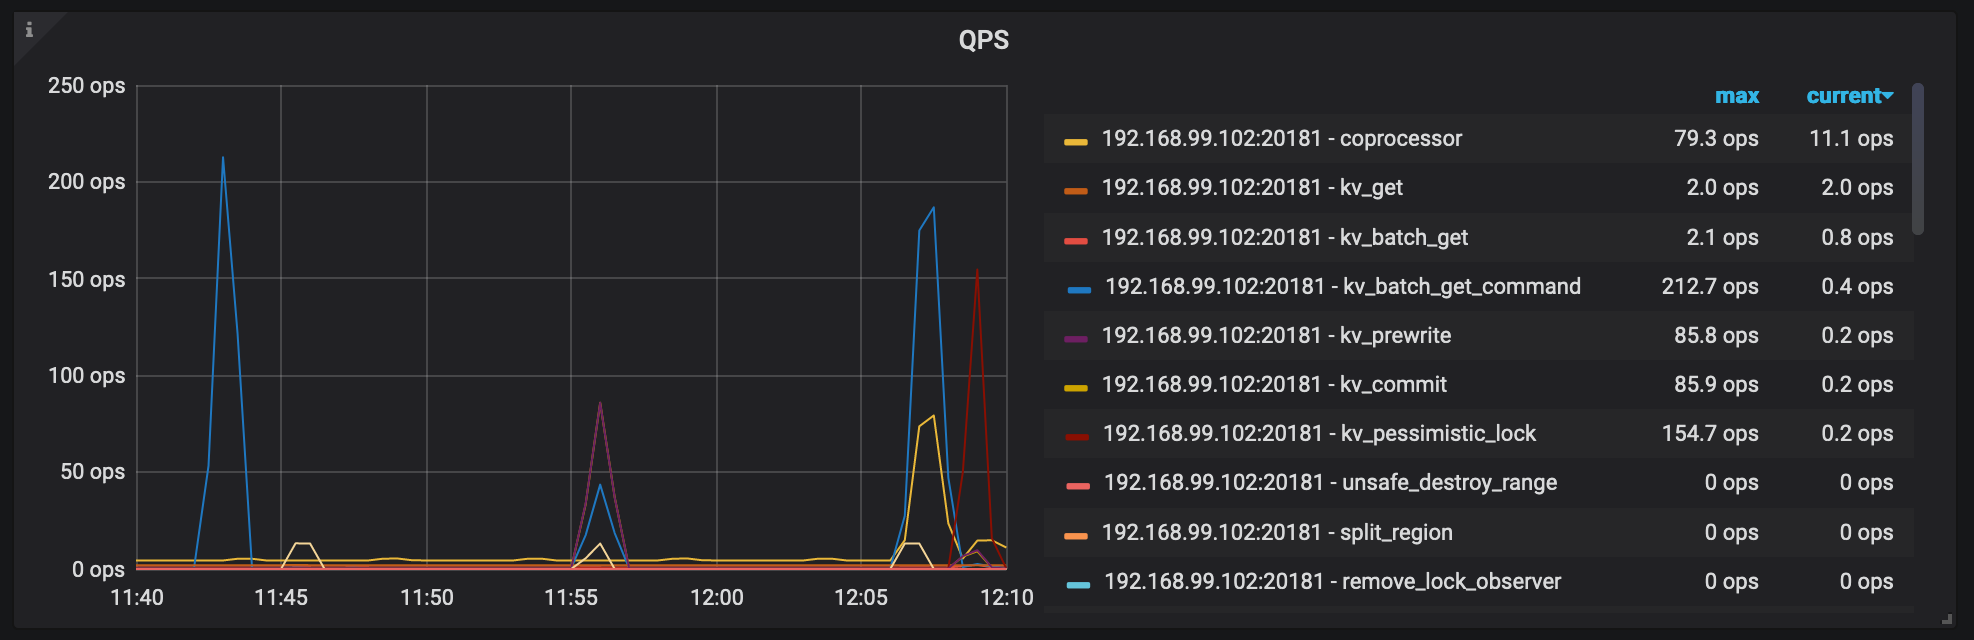 i
QPS
250 ops
200 ops
150 ops
100 ops
50 ops
0 ops
11:40 11:45 11:50 11:55 12:00 12:05 12:10
max current
192.168.99.102:20181 - coprocessor 79.3 ops 11.1 ops
192.168.99.102:20181 - kv_get 2.0 ops 2.0 ops
192.168.99.102:20181 - kv_batch_get 2.1 ops 0.8 ops
192.168.99.102:20181 - kv_batch_get_command 212.7 ops 0.4 ops
192.168.99.102:20181 - kv_prewrite 85.8 ops 0.2 ops
192.168.99.102:20181 - kv_commit 85.9 ops 0.2 ops
192.168.99.102:20181 - kv_pessimistic_lock 154.7 ops 0.2 ops
192.168.99.102:20181 - unsafe_destroy_range 0 ops 0 ops
192.168.99.102:20181 - split_region 0 ops 0 ops
192.168.99.102:20181 - remove_lock_observer 0 ops 0 ops